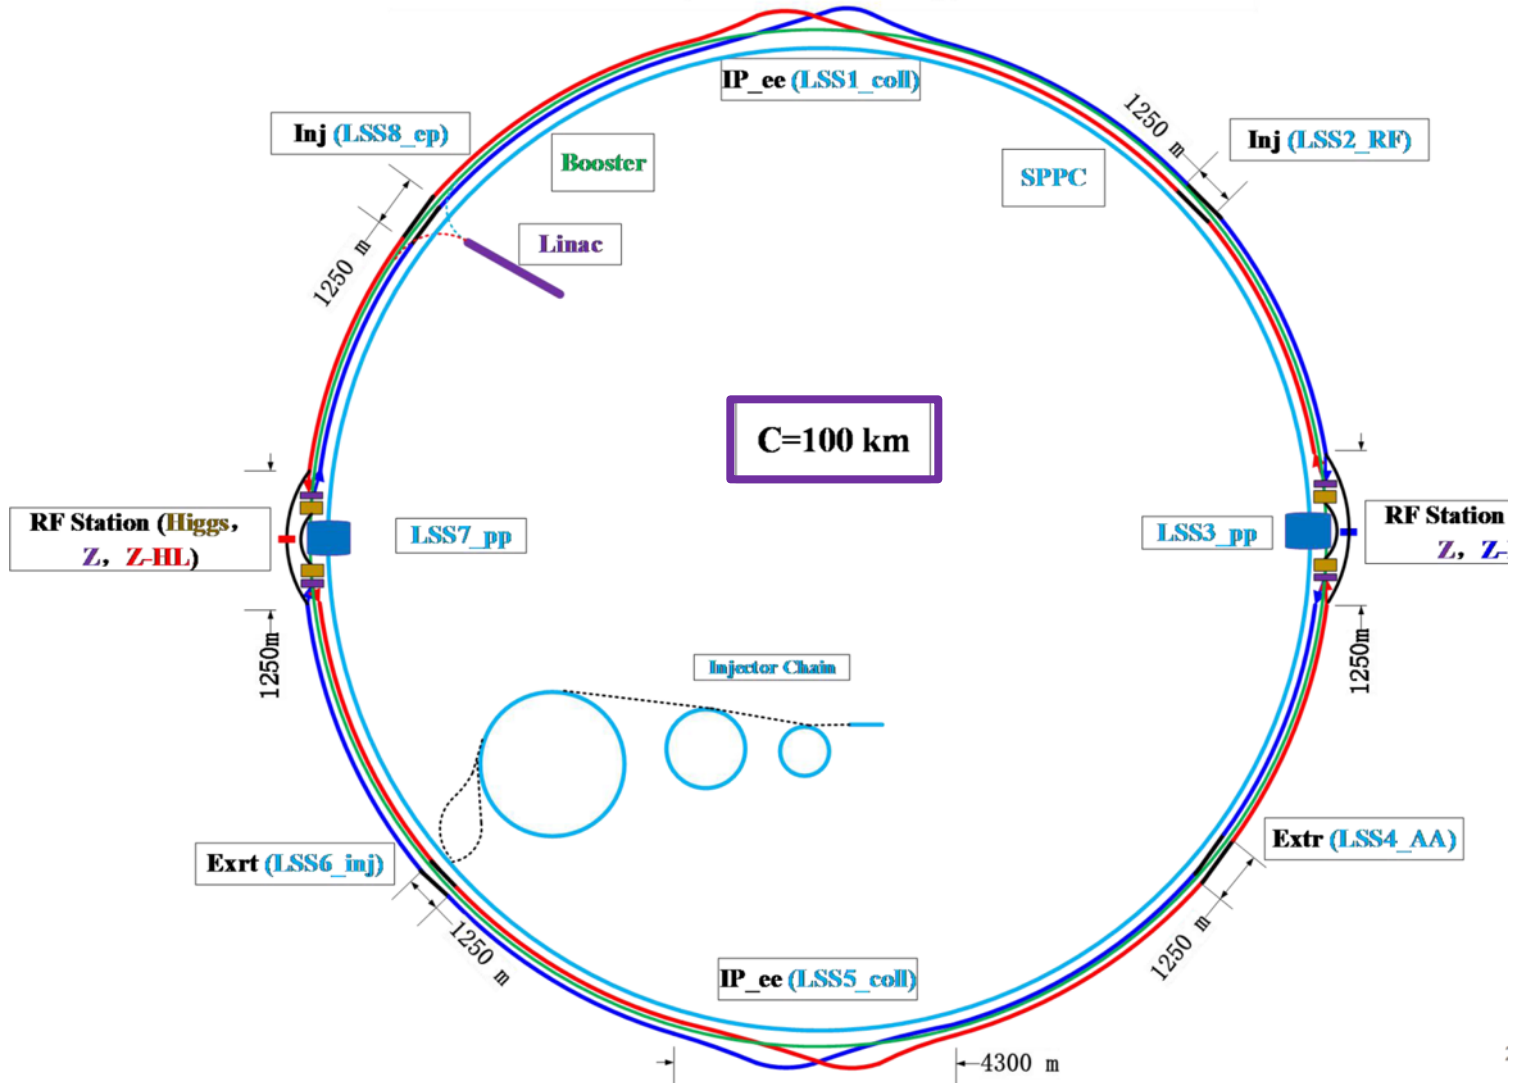 IP_ee (LSS1_coll)
1250 m
Inj (LSS8_ep)
Inj (LSS2_RF)
Booster
SPPC
Linac
1250 m
C=100 km
RF Station (Higgs,
Z, Z-HL)
LSS7_pp
LSS3_pp
RF Station
Z, Z-
1250m
1250m
Injector Chain
Exrt (LSS6_inj)
Extr (LSS4_AA)
1250 m
1250 m
IP_ee (LSS5_coll)
4300 m